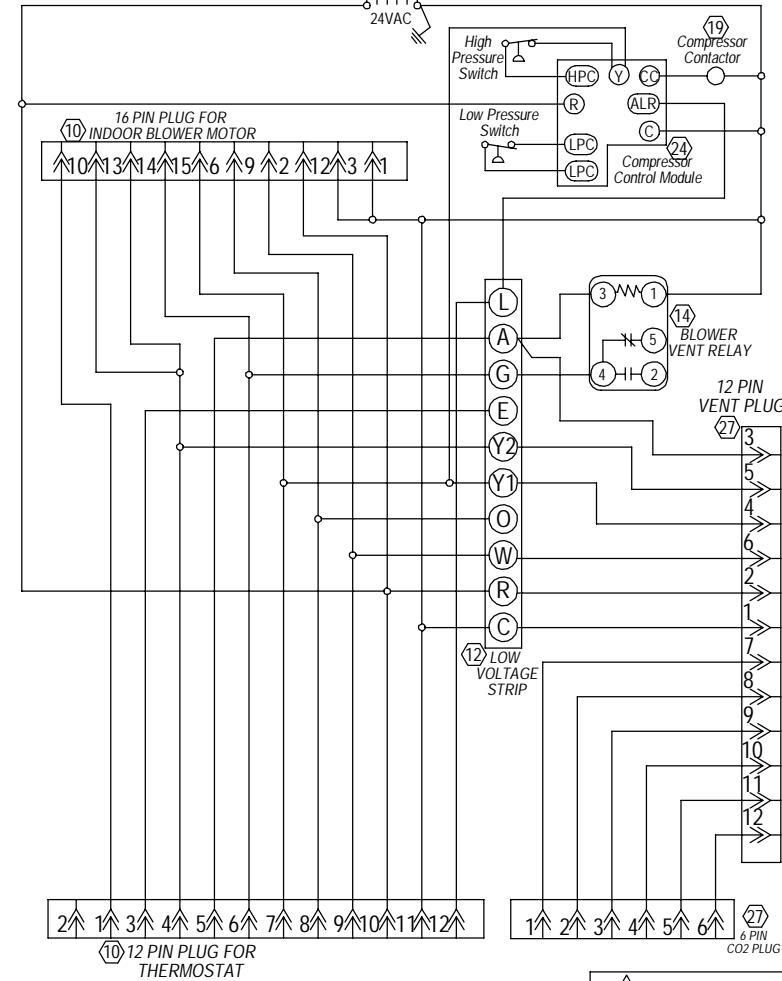 24VAC
19
High
Pressure
Switch
Compressor
Contactor
HPC
Y
CC
R
ALR
16 PIN PLUG FOR
INDOOR BLOWER MOTOR
10
Low Pressure
Switch
C
LPC
24
LPC
Compressor
Control Module
10 13 14 15 6 9 2 12 3 1
L
A
G
E
Y2
Y1
O
W
R
C
12
LOW
VOLTAGE
STRIP
3 1
5
4 2
14
BLOWER
VENT RELAY
12 PIN
VENT PLUG
27
3
5
4
6
2
1
7
8
9
10
11
12
2 1 3 4 5 6 7 8 9 10 11 12
10
12 PIN PLUG FOR
THERMOSTAT
1 2 3 4 5 6
27
6 PIN
CO2 PLUG